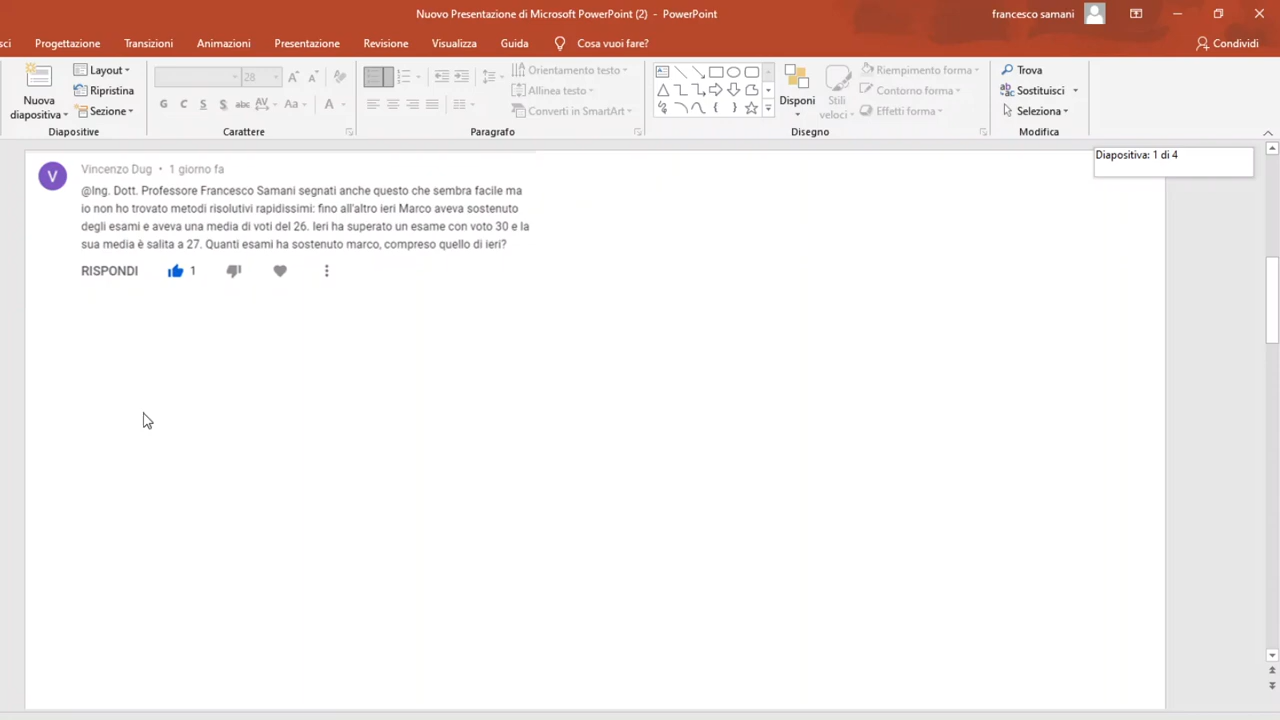 Nuovo Presentazione di Microsoft PowerPoint (2) - PowerPoint
francesco samani
sci Progettazione Transizioni Animazioni Presentazione Revisione Visualizza Guida Cosa vuoi fare? Condividi
Nuova diapositiva
Layout
Ripristina
Sezione
Diapositive
28
G C S abc AV Aa A
Carattere
Orientamento testo
Allinea testo
Converti in SmartArt
Paragrafo
Disponi
Stili veloci
Riempimento forma
Contorno forma
Effetti forma
Disegno
Trova
Sostituisci
Seleziona
Modifica
Diapositiva: 1 di 4
V
Vincenzo Dug • 1 giorno fa
@Ing. Dott. Professore Francesco Samani segnati anche questo che sembra facile ma
io non ho trovato metodi risolutivi rapidissimi: fino all'altro ieri Marco aveva sostenuto
degli esami e aveva una media di voti del 26. Ieri ha superato un esame con voto 30 e la
sua media è salita a 27. Quanti esami ha sostenuto marco, compreso quello di ieri?
RISPONDI 1